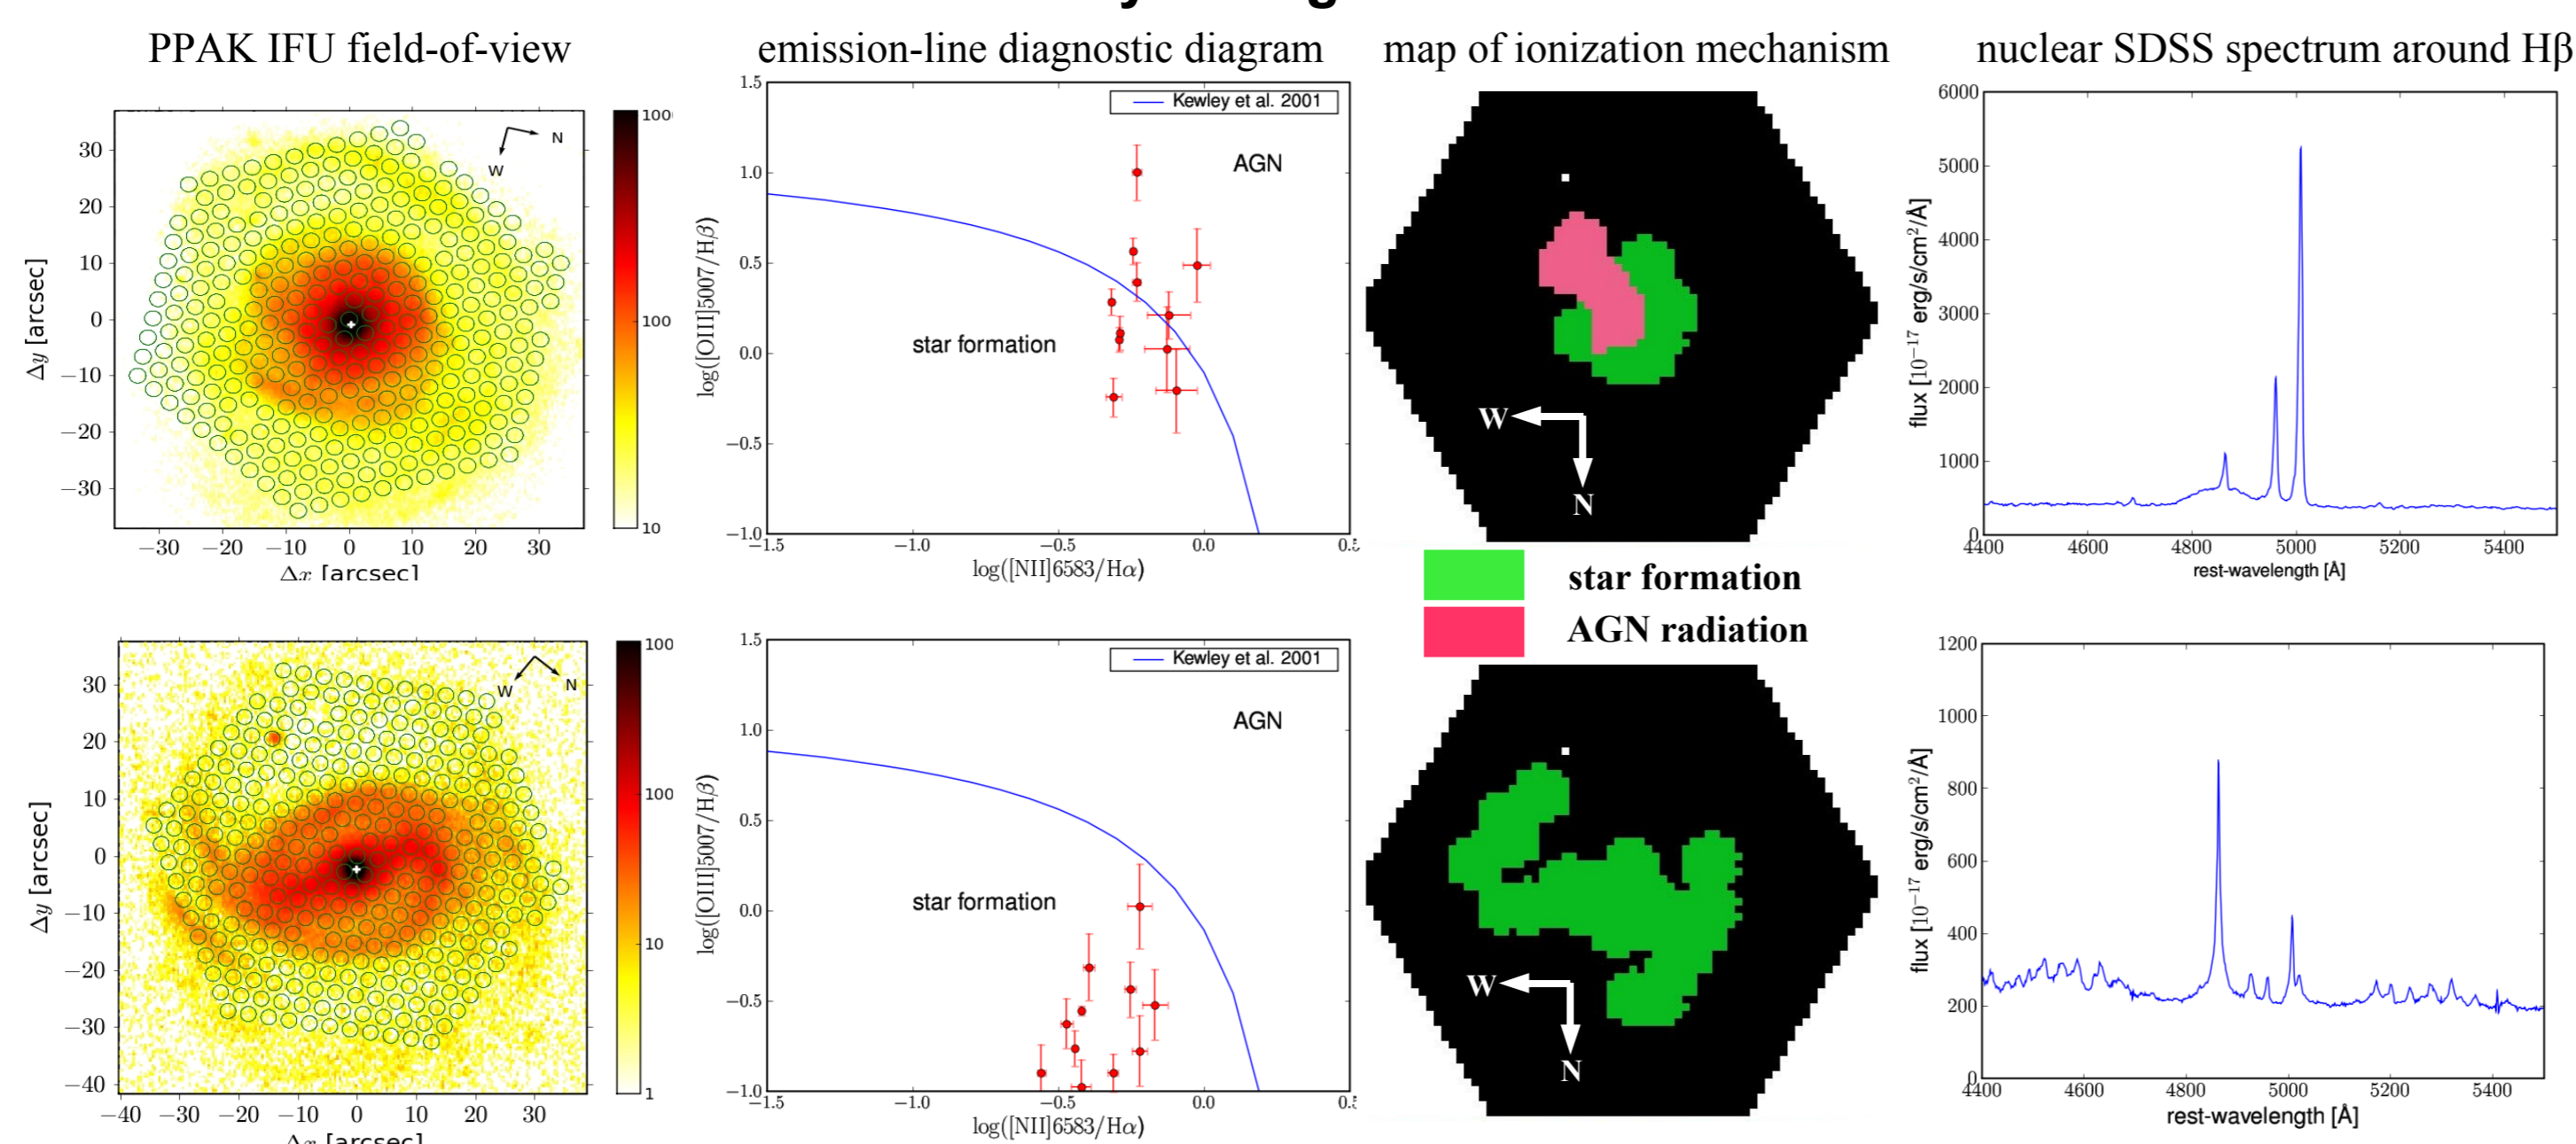 PPAK IFU field-of-view
emission-line diagnostic diagram
map of ionization mechanism
nuclear SDSS spectrum around Hβ
30
20
10
0
−10
−20
−30
Δy [arcsec]
−30 −20 −10 0 10 20 30
Δx [arcsec]
N
W
100
10
1.5
1.0
0.5
0.0
−0.5
−1.0
log([OIII]5007/Hβ)
Kewley et al. 2001
AGN
star formation
−1.5 −1.0 −0.5 0.0
log([NII]6583/Hα)
W
N
6000
5000
4000
3000
2000
1000
0
flux [10⁻¹⁷ erg/s/cm²/Å]
4400 4600 4800 5000 5200 5400
rest-wavelength [Å]
star formation
AGN radiation
30
20
10
0
−10
−20
−30
−40
Δy [arcsec]
−40 −30 −20 −10 0 10 20 30
Δx [arcsec]
W
N
100
100
10
1
1.5
1.0
0.5
0.0
−0.5
−1.0
log([OIII]5007/Hβ)
Kewley et al. 2001
AGN
star formation
−1.5 −1.0 −0.5 0.0
log([NII]6583/Hα)
W
N
1200
1000
800
600
400
200
0
flux [10⁻¹⁷ erg/s/cm²/Å]
4400 4600 4800 5000 5200 5400
rest-wavelength [Å]